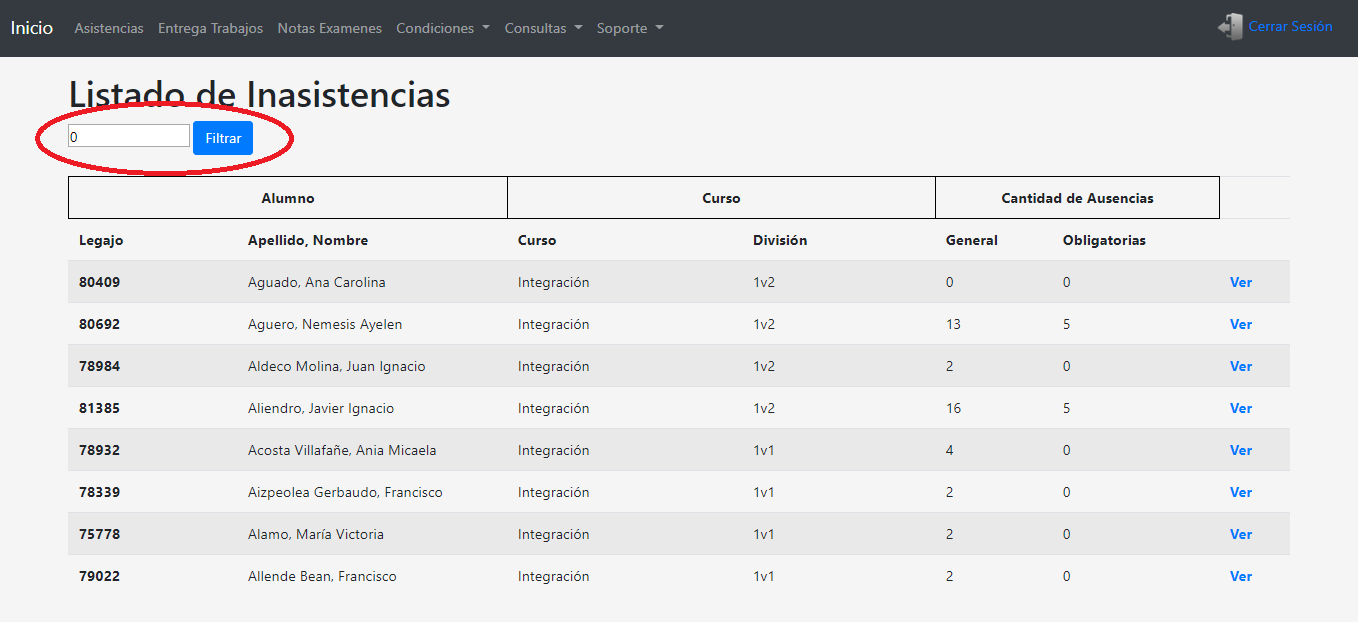 Inicio Asistencias Entrega Trabajos Notas Examenes Condiciones Consultas Soporte Cerrar Sesión
Listado de Inasistencias
0 Filtrar
Alumno Curso Cantidad de Ausencias
Legajo Apellido, Nombre Curso División General Obligatorias
80409 Aguado, Ana Carolina Integración 1v2 0 0 Ver
80692 Aguero, Nemesis Ayelen Integración 1v2 13 5 Ver
78984 Aldeco Molina, Juan Ignacio Integración 1v2 2 0 Ver
81385 Aliendro, Javier Ignacio Integración 1v2 16 5 Ver
78932 Acosta Villafañe, Ania Micaela Integración 1v1 4 0 Ver
78339 Aizpeolea Gerbaudo, Francisco Integración 1v1 2 0 Ver
75778 Alamo, María Victoria Integración 1v1 2 0 Ver
79022 Allende Bean, Francisco Integración 1v1 2 0 Ver